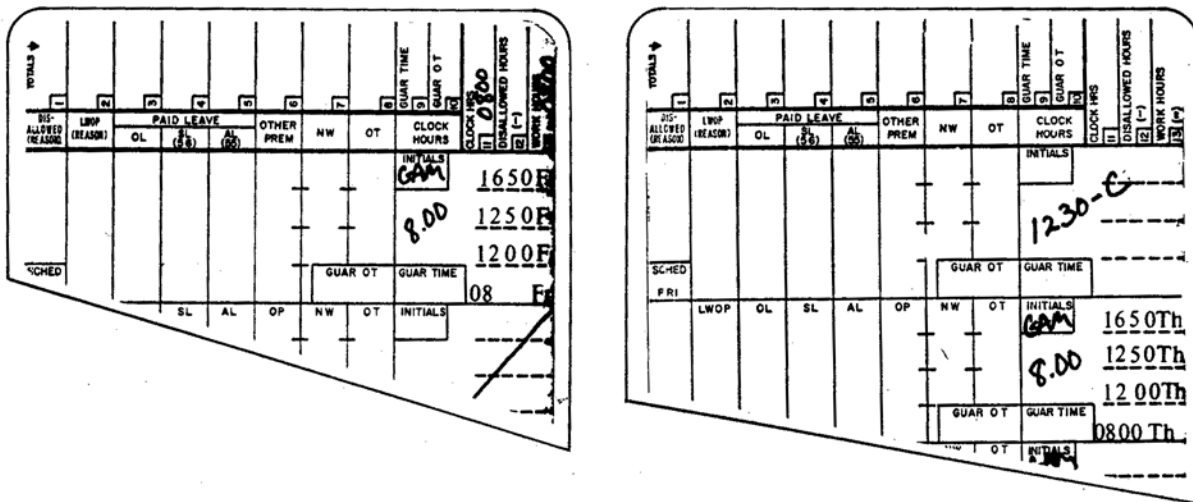 TOTALS
1 2 3 4 5 6 7 8 GUAR TIME 9 GUAR OT 10 CLOCK HRS 11 0800 DISALLOWED HOURS 12 (-) WORK HOURS
DIS-ALLOWED (REASON) LWOP (REASON) PAID LEAVE OL SL (56) AL (55) OTHER PREM NW OT CLOCK HOURS
INITIALS
GAM 1650F
8.00 1250F
1200F
SCHED GUAR OT GUAR TIME
08 F
SL AL OP NW OT INITIALS
TOTALS
1 2 3 4 5 6 7 8 GUAR TIME 9 GUAR OT 10 CLOCK HRS 11 DISALLOWED HOURS 12 (-) WORK HOURS 13 (=)
DIS-ALLOWED (REASON) LWOP (REASON) PAID LEAVE OL SL (56) AL (55) OTHER PREM NW OT CLOCK HOURS
INITIALS
1230-C
SCHED GUAR OT GUAR TIME
FRI
LWOP OL SL AL OP NW OT INITIALS
GAM 1650Th
8.00 1250Th
1200Th
GUAR OT GUAR TIME
0800 Th
OT INITIALS